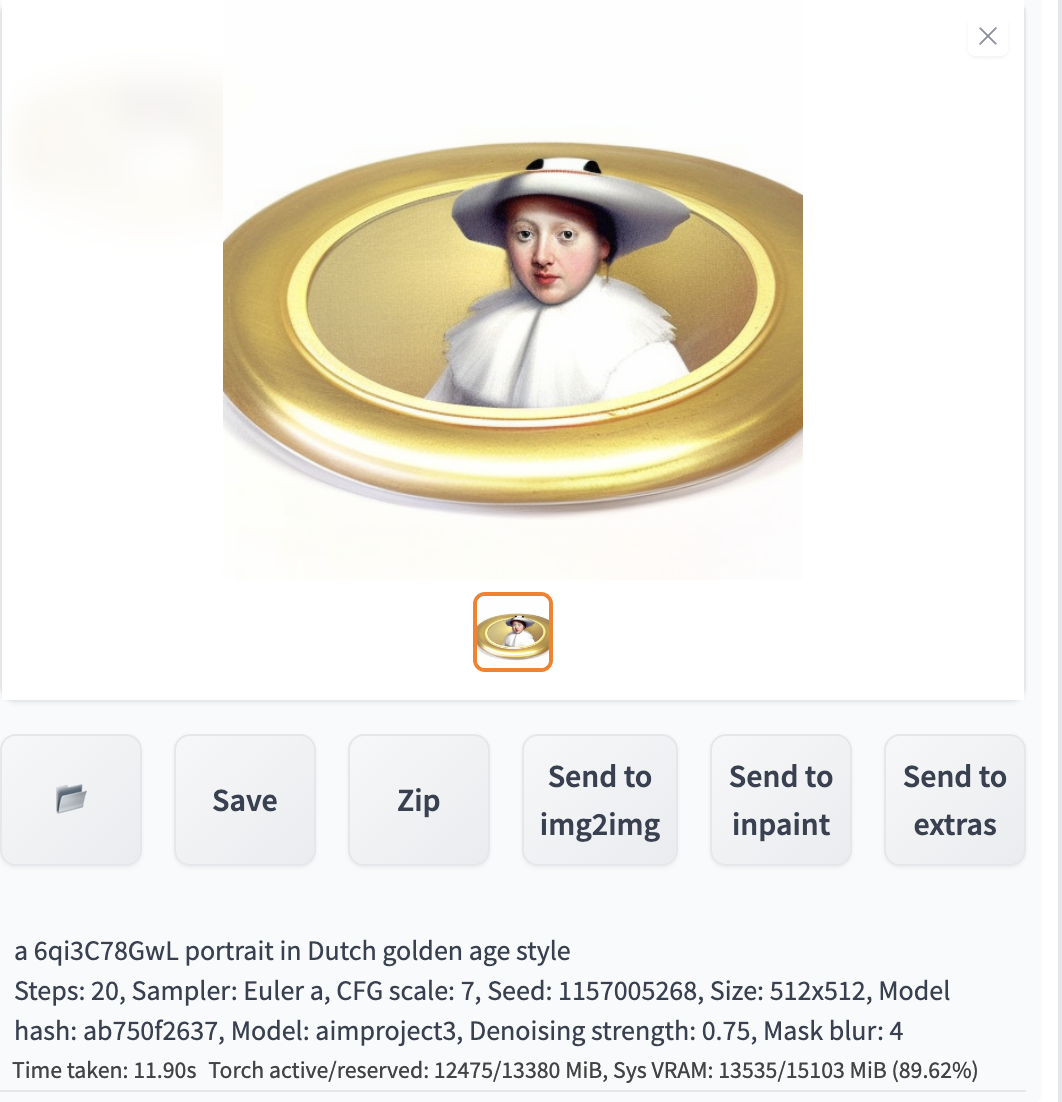 Save
Zip
Send to
img2img
Send to
inpaint
Send to
extras
a 6qi3C78GwL portrait in Dutch golden age style
Steps: 20, Sampler: Euler a, CFG scale: 7, Seed: 1157005268, Size: 512x512, Model
hash: ab750f2637, Model: aimproject3, Denoising strength: 0.75, Mask blur: 4
Time taken: 11.90s Torch active/reserved: 12475/13380 MiB, Sys VRAM: 13535/15103 MiB (89.62%)